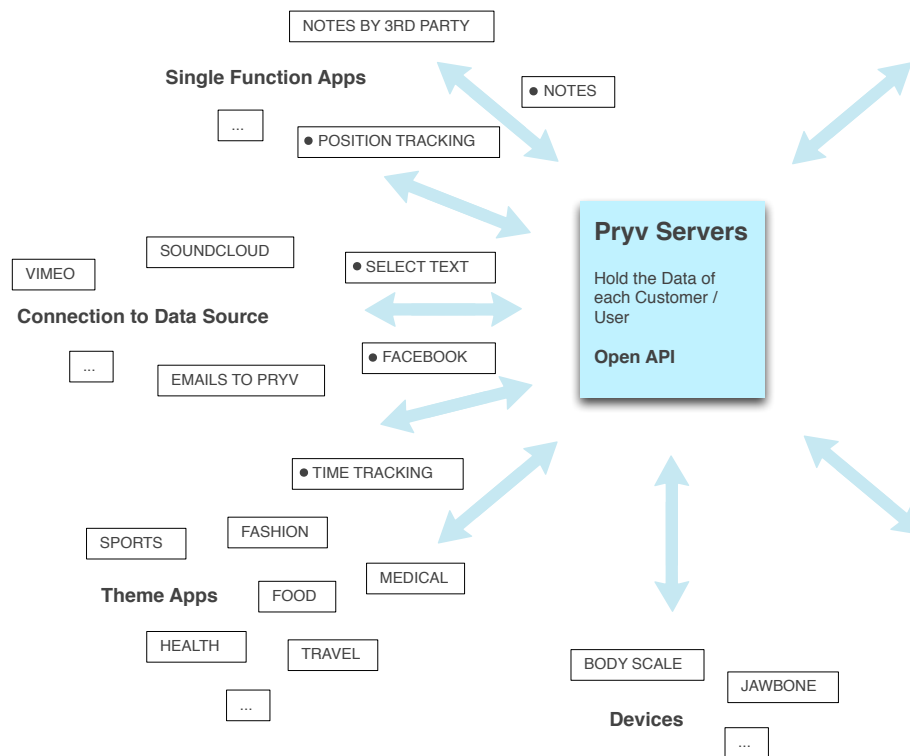 NOTES BY 3RD PARTY
Single Function Apps
● NOTES
...
● POSITION TRACKING
Pryv Servers
Hold the Data of
each Customer /
User
Open API
SOUNDCLOUD
VIMEO
● SELECT TEXT
Connection to Data Source
...
EMAILS TO PRYV
● FACEBOOK
● TIME TRACKING
SPORTS
FASHION
MEDICAL
Theme Apps
FOOD
HEALTH
TRAVEL
...
BODY SCALE
JAWBONE
Devices
...